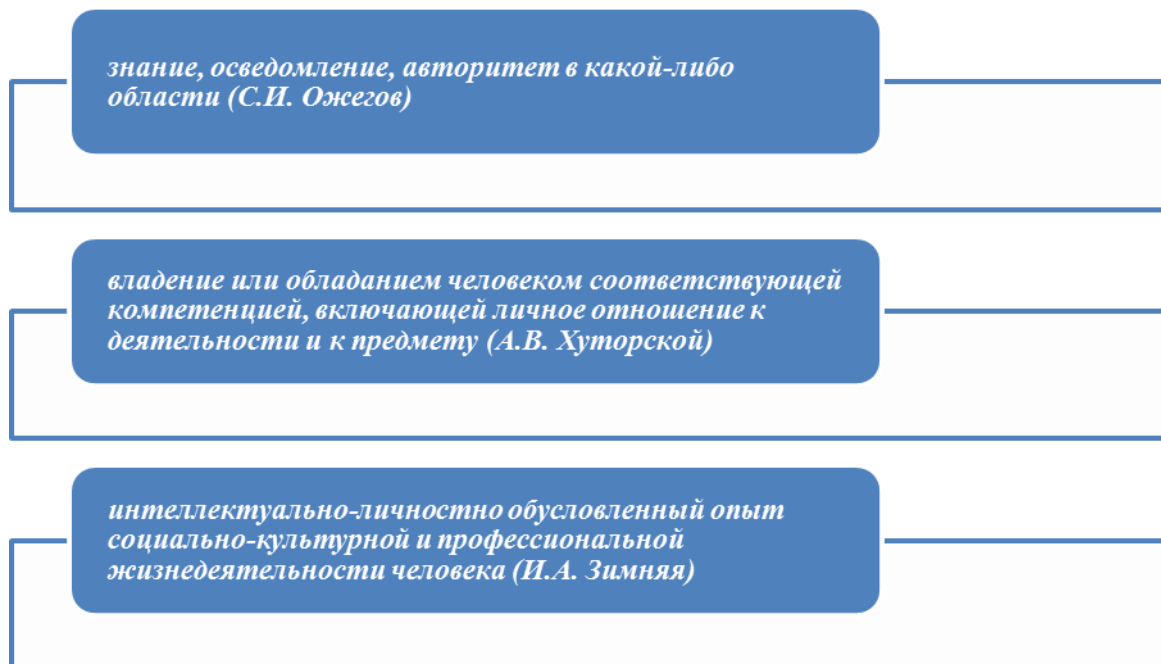 знание, осведомление, авторитет в какой-либо
области (С.И. Ожегов)
владение или обладанием человеком соответствующей
компетенцией, включающей личное отношение к
деятельности и к предмету (А.В. Хуторской)
интеллектуально-личностно обусловленный опыт
социально-культурной и профессиональной
жизнедеятельности человека (И.А. Зимняя)